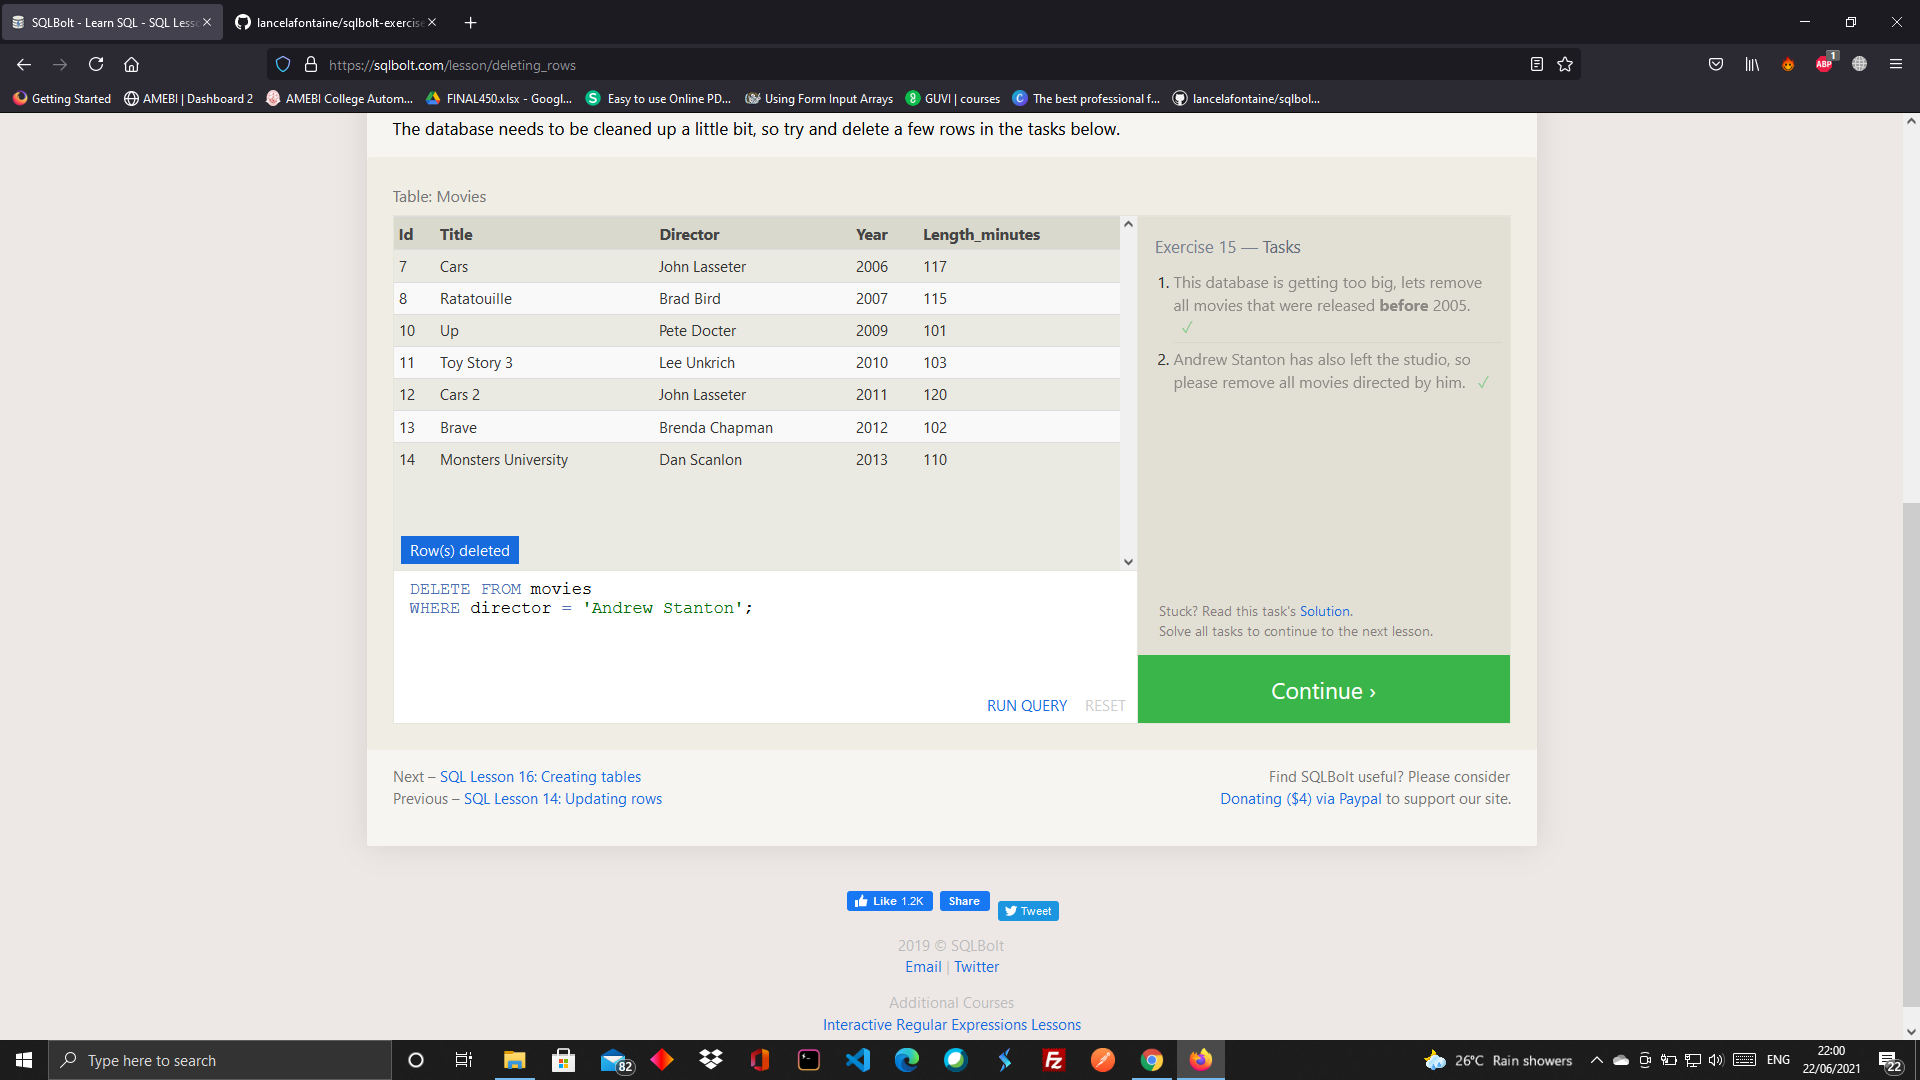 SQLBolt - Learn SQL - SQL Less
lancelafontaine/sqlbolt-exercise
https://sqlbolt.com/lesson/deleting_rows
1
ABP
Getting Started
AMEBI | Dashboard 2
AMEBI College Autom...
FINAL450.xlsx - Googl...
Easy to use Online PD...
Using Form Input Arrays
GUVI | courses
The best professional f...
lancelafontaine/sqlbol...
The database needs to be cleaned up a little bit, so try and delete a few rows in the tasks below.
Table: Movies
Id Title Director Year Length_minutes
7 Cars John Lasseter 2006 117
8 Ratatouille Brad Bird 2007 115
10 Up Pete Docter 2009 101
11 Toy Story 3 Lee Unkrich 2010 103
12 Cars 2 John Lasseter 2011 120
13 Brave Brenda Chapman 2012 102
14 Monsters University Dan Scanlon 2013 110
Row(s) deleted
DELETE FROM movies
WHERE director = 'Andrew Stanton';
RUN QUERY RESET
Exercise 15 — Tasks
1. This database is getting too big, lets remove
all movies that were released before 2005.
✓
2. Andrew Stanton has also left the studio, so
please remove all movies directed by him. ✓
Stuck? Read this task's Solution.
Solve all tasks to continue to the next lesson.
Continue ›
Next – SQL Lesson 16: Creating tables
Previous – SQL Lesson 14: Updating rows
Find SQLBolt useful? Please consider
Donating ($4) via Paypal to support our site.
Like 1.2K
Share
Tweet
2019 © SQLBolt
Email | Twitter
Additional Courses
Interactive Regular Expressions Lessons
Type here to search
82
Fz
26°C Rain showers
ENG
22:00
22/06/2021
22